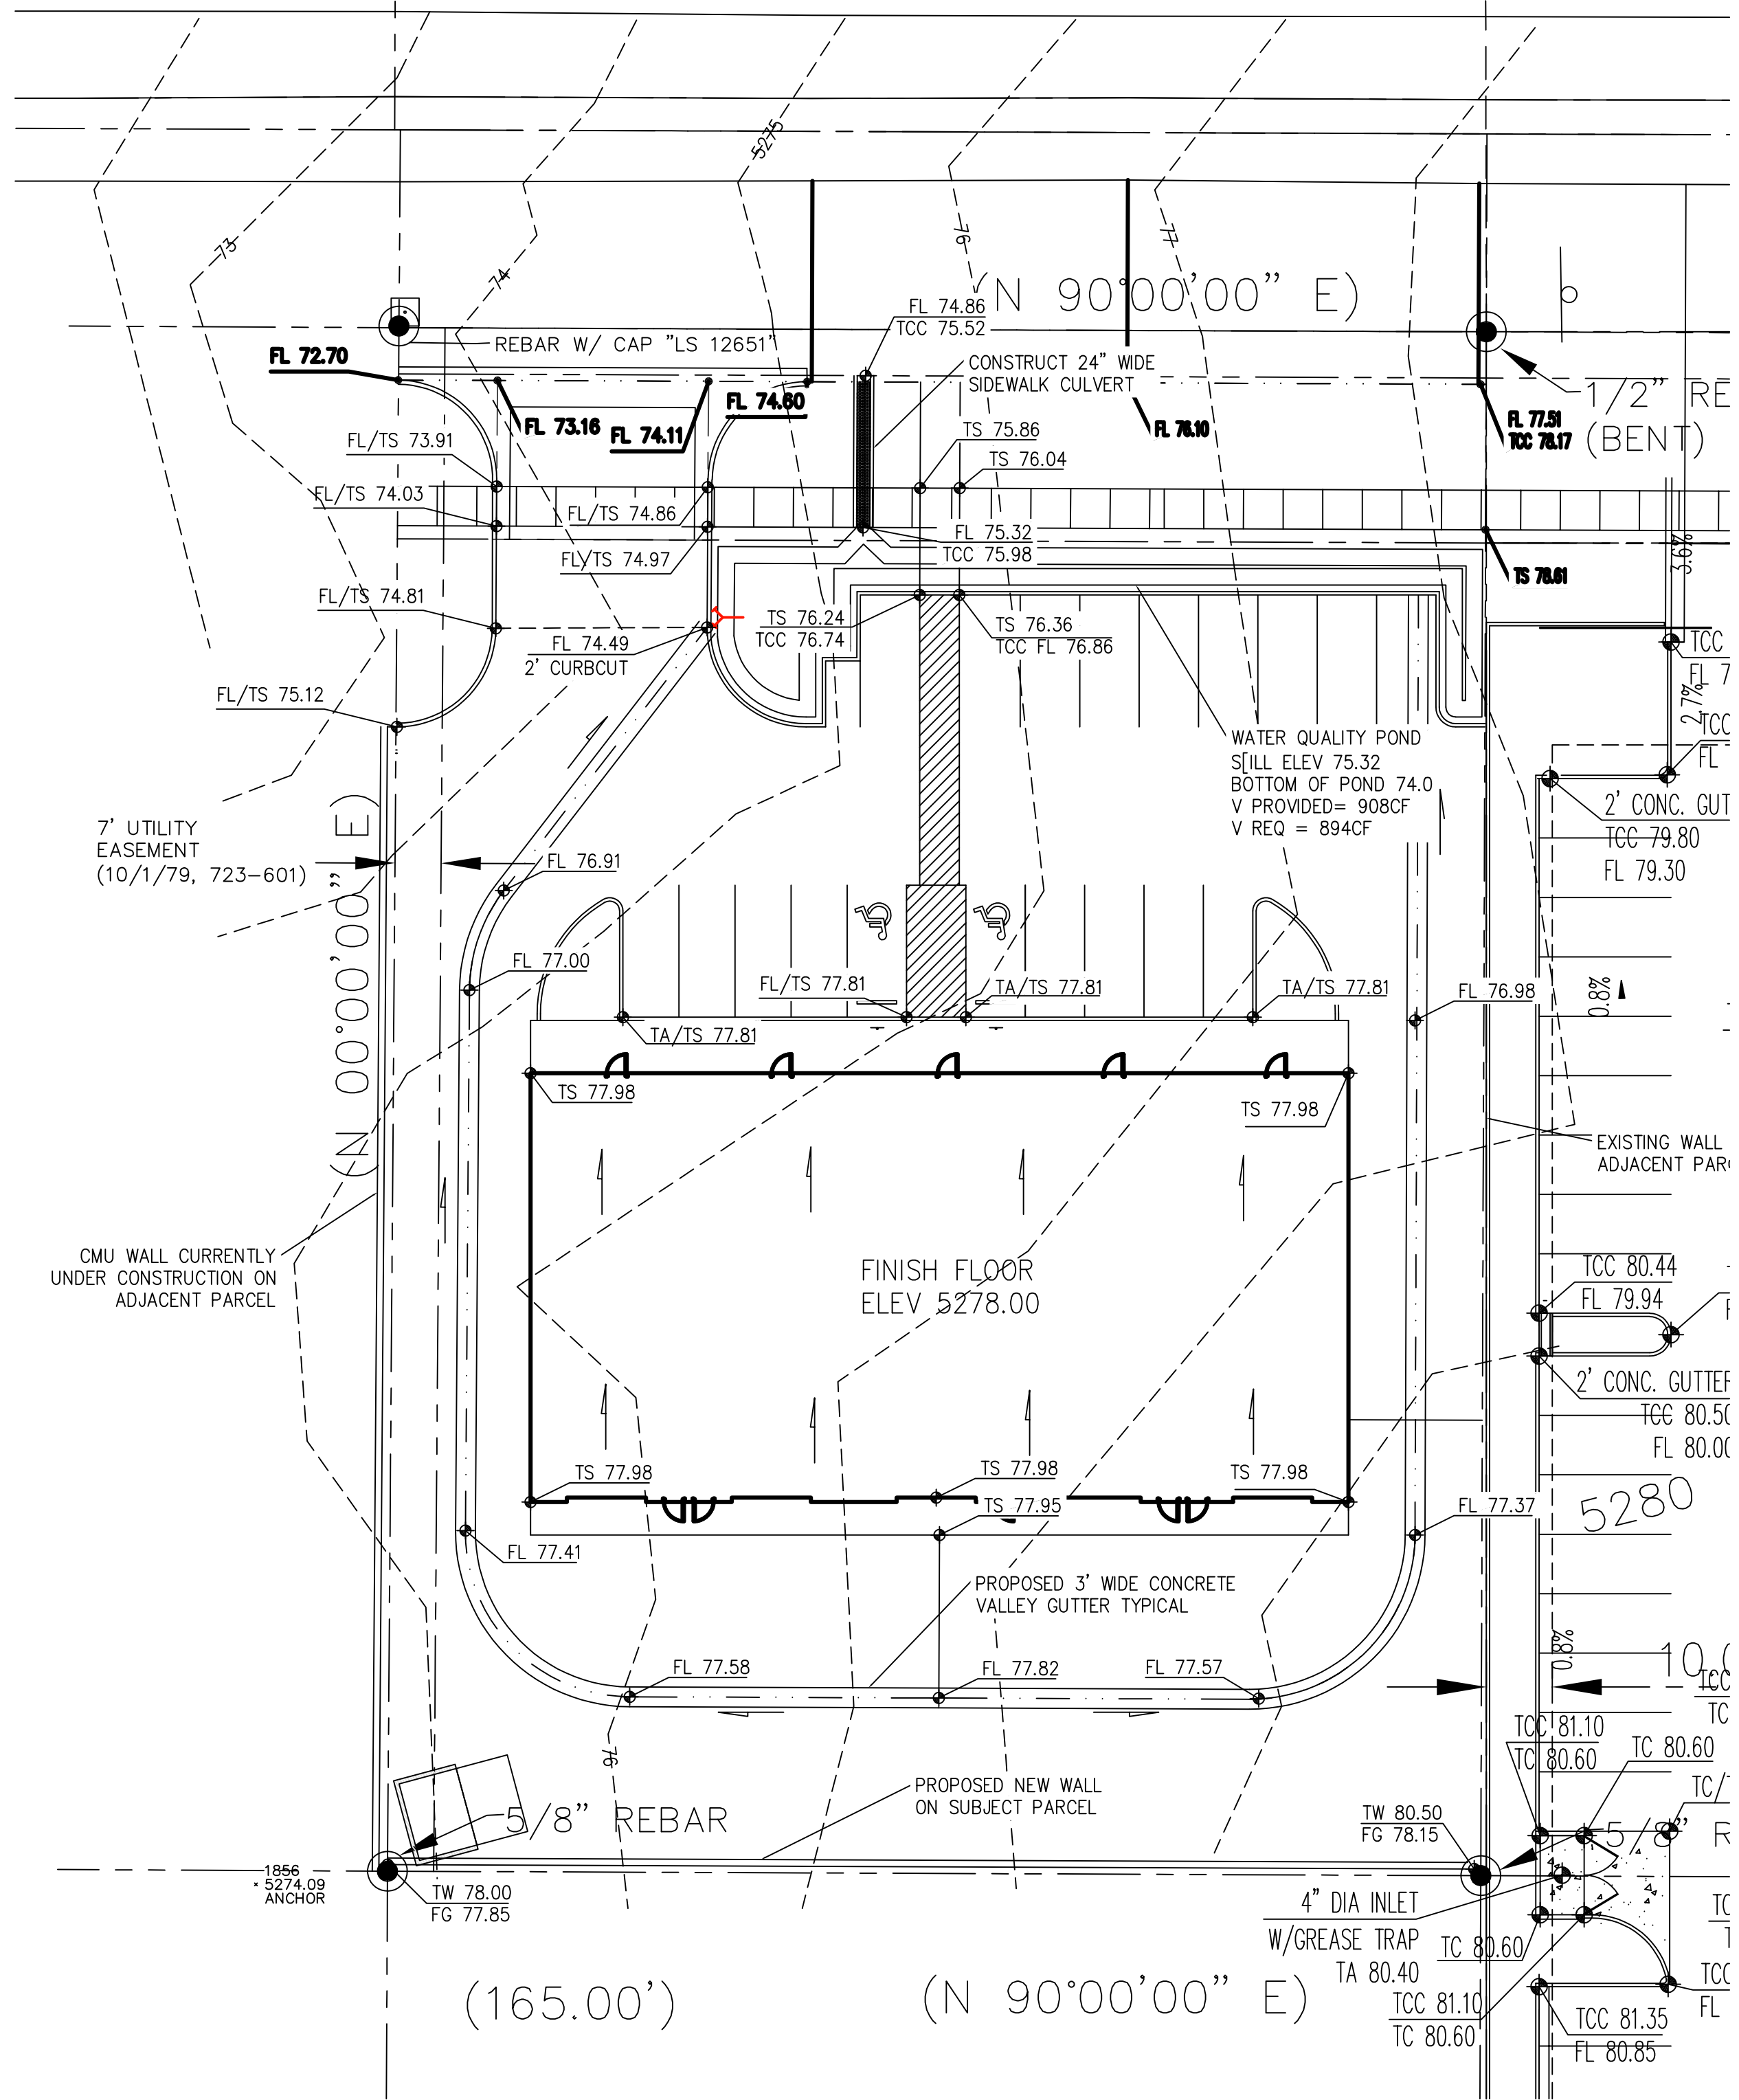 5275
73
74
76
77
(N 90°00'00" E)
FL 74.86
TCC 75.52
REBAR W/ CAP "LS 12651"
FL 72.70
CONSTRUCT 24" WIDE
SIDEWALK CULVERT
1/2" RE
(BENT)
FL 74.60
FL 73.16
FL 74.11
FL 76.10
FL 77.51
TCC 78.17
FL/TS 73.91
TS 75.86
TS 76.04
FL/TS 74.03
FL/TS 74.86
FL 75.32
TCC 75.98
FL/TS 74.97
3.6%
TS 78.61
FL/TS 74.81
TS 76.24
TCC 76.74
TS 76.36
TCC FL 76.86
FL 74.49
2' CURBCUT
TCC
FL 7
2.7%
FL/TS 75.12
TCC
FL
WATER QUALITY POND
S[ILL ELEV 75.32
BOTTOM OF POND 74.0
V PROVIDED= 908CF
V REQ = 894CF
2' CONC. GUT
TCC 79.80
FL 79.30
7' UTILITY
EASEMENT
(10/1/79, 723-601)
(N 00°00'00" E)
FL 76.91
FL 77.00
FL/TS 77.81
TA/TS 77.81
TA/TS 77.81
FL 76.98
0.8%
TA/TS 77.81
TS 77.98
TS 77.98
EXISTING WALL
ADJACENT PAR
CMU WALL CURRENTLY
UNDER CONSTRUCTION ON
ADJACENT PARCEL
FINISH FLOOR
ELEV 5278.00
TCC 80.44
FL 79.94
2' CONC. GUTTER
TCC 80.50
FL 80.00
TS 77.98
TS 77.98
TS 77.98
TS 77.95
FL 77.37
5280
FL 77.41
PROPOSED 3' WIDE CONCRETE
VALLEY GUTTER TYPICAL
0.8%
10.0
FL 77.58
FL 77.82
FL 77.57
TCC
TC
76
TCC 81.10
TC 80.60
TC 80.60
PROPOSED NEW WALL
ON SUBJECT PARCEL
TC/
5/8" REBAR
TW 80.50
FG 78.15
5/8" R
1856
× 5274.09
ANCHOR
TW 78.00
FG 77.85
4" DIA INLET
W/GREASE TRAP
TA 80.40
TC 80.60
(165.00')
(N 90°00'00" E)
TCC 81.10
TC 80.60
TCC 81.35
FL 80.85
TCC
FL